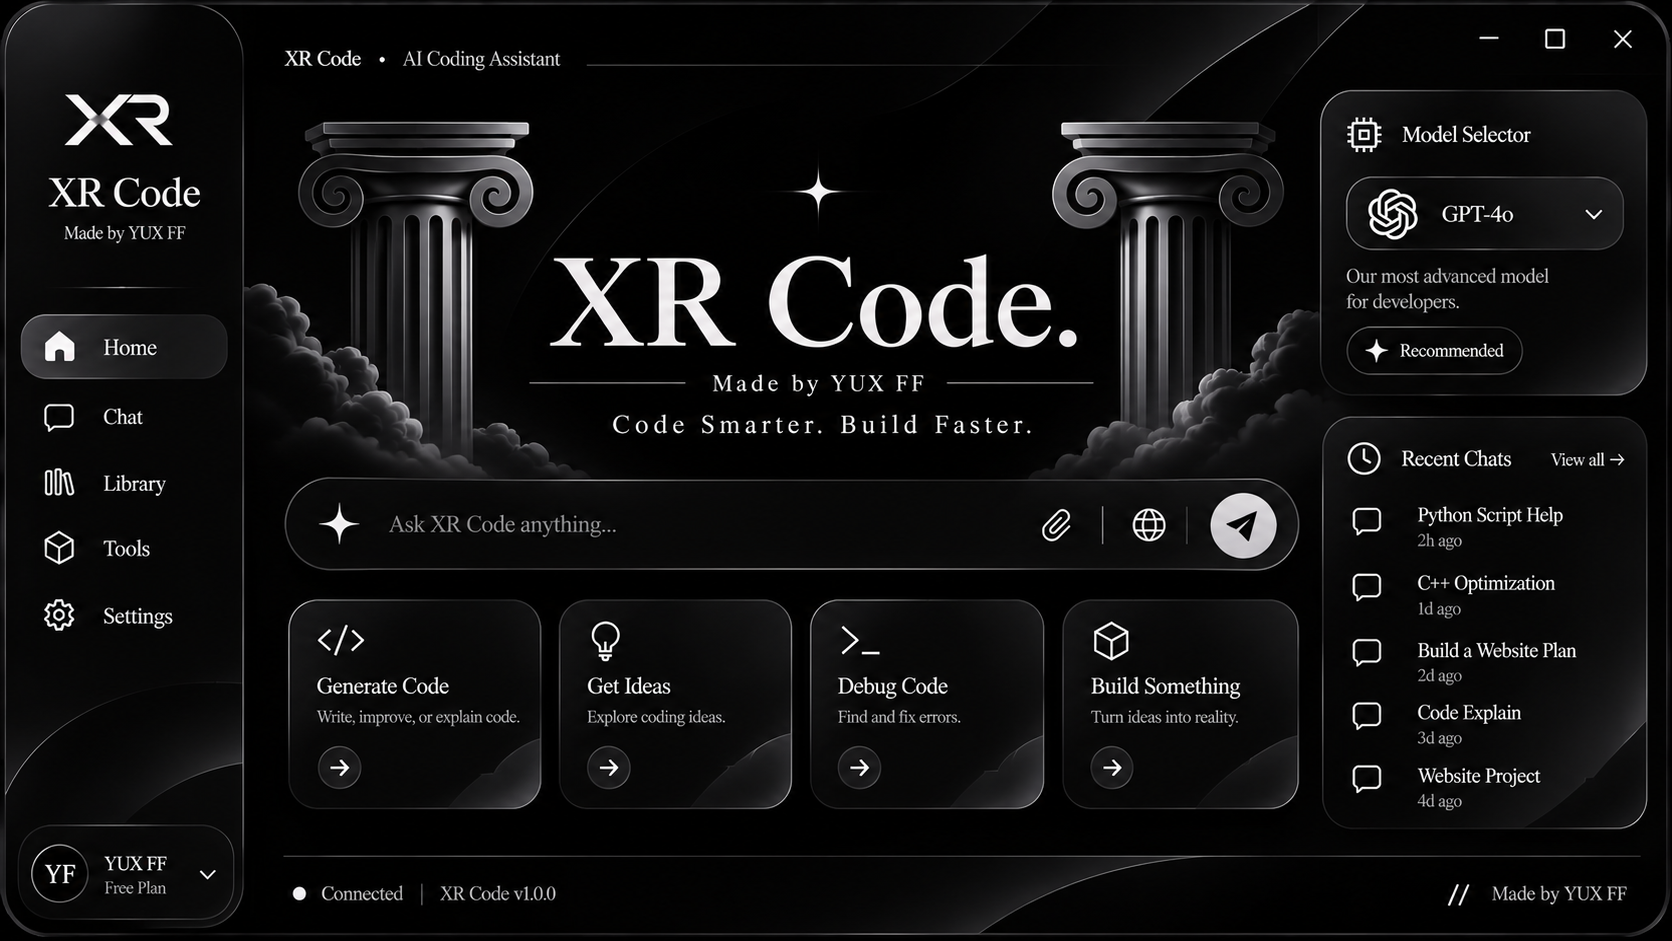 XR
XR Code
Made by YUX FF
Home
Chat
Library
Tools
Settings
YF
YUX FF
Free Plan
XR Code • AI Coding Assistant
XR Code.
Made by YUX FF
Code Smarter. Build Faster.
Ask XR Code anything...
</>
Generate Code
Write, improve, or explain code.
Get Ideas
Explore coding ideas.
>_
Debug Code
Find and fix errors.
Build Something
Turn ideas into reality.
Model Selector
GPT-4o
Our most advanced model
for developers.
Recommended
Recent Chats
View all →
Python Script Help
2h ago
C++ Optimization
1d ago
Build a Website Plan
2d ago
Code Explain
3d ago
Website Project
4d ago
Connected | XR Code v1.0.0
// Made by YUX FF